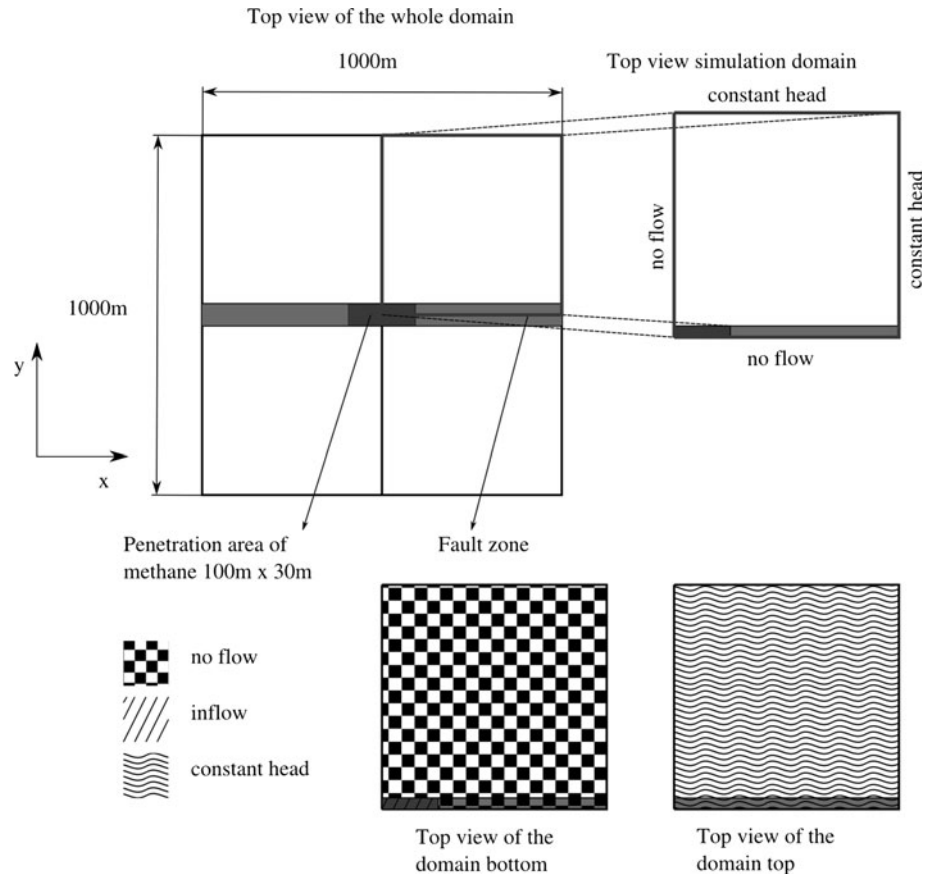 Top view of the whole domain
1000m
Top view simulation domain
constant head
no flow
constant head
1000m
no flow
y
x
Penetration area of
methane 100m x 30m
Fault zone
no flow
inflow
constant head
Top view of the
domain bottom
Top view of the
domain top